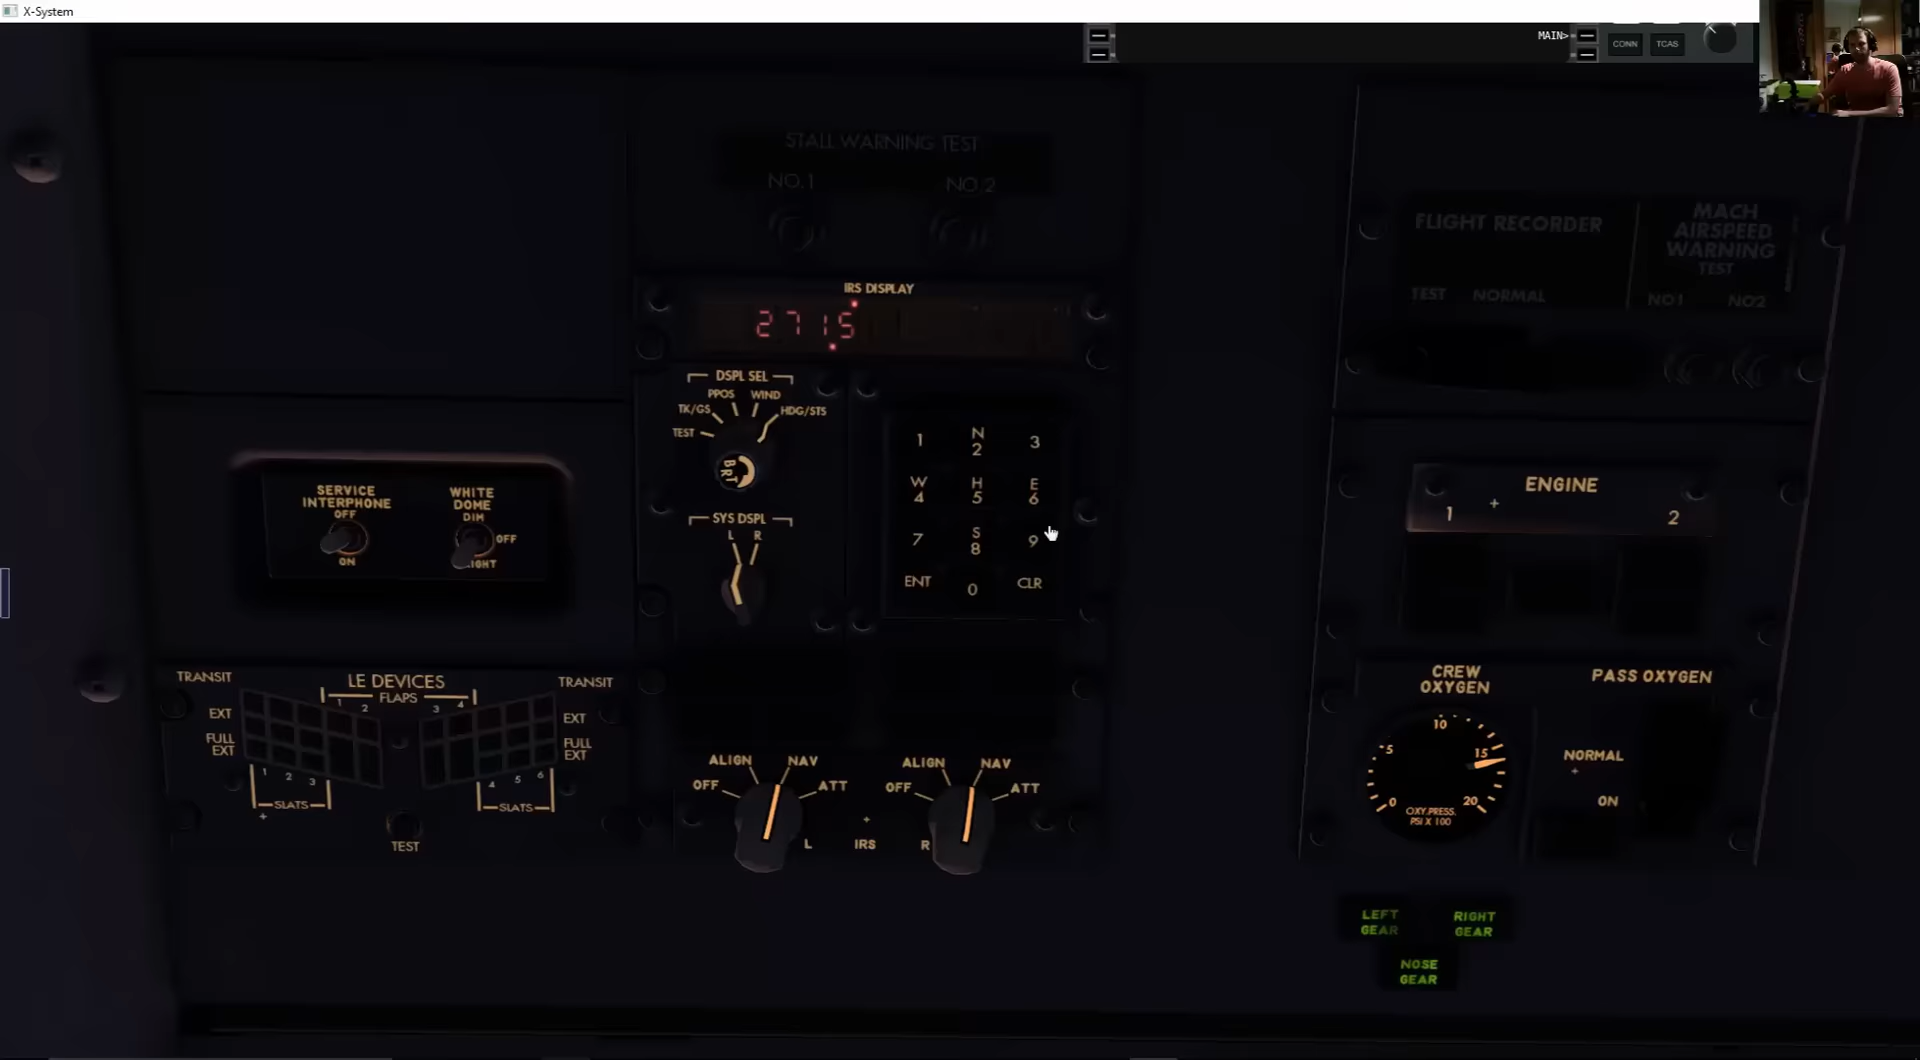 X-System
MAIN>
CONN
TCAS
STALL WARNING TEST
NO.1
NO.2
FLIGHT RECORDER
TEST
NORMAL
MACH
AIRSPEED
WARNING
TEST
NO1
NO2
IRS DISPLAY
2715
DSPL SEL
PPOS
WIND
TK/GS
HDG/STS
TEST
BRT
SYS DSPL
L
R
1
N
2
3
W
4
H
5
E
6
7
S
8
9
ENT
0
CLR
SERVICE
INTERPHONE
OFF
ON
WHITE
DOME
DIM
OFF
ENGINE
1
2
TRANSIT
LE DEVICES
FLAPS
TRANSIT
1
2
3
4
EXT
EXT
FULL
EXT
FULL
EXT
1
2
3
4
5
6
SLATS
SLATS
TEST
ALIGN
NAV
OFF
ATT
L
IRS
ALIGN
NAV
OFF
ATT
R
CREW
OXYGEN
0
5
10
15
20
OXY.PRESS.
PSI X 100
PASS OXYGEN
NORMAL
ON
LEFT
GEAR
RIGHT
GEAR
NOSE
GEAR